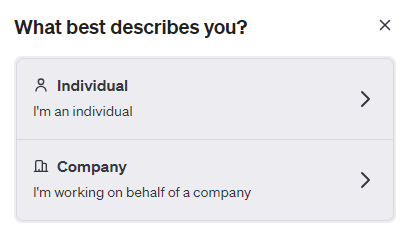 What best describes you?
Individual
I'm an individual
Company
I'm working on behalf of a company